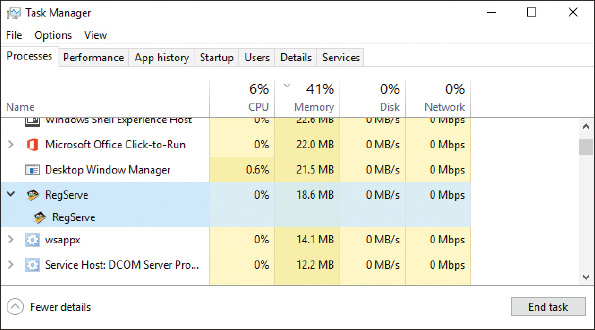 Task Manager
File Options View
Processes Performance App history Startup Users Details Services
6% 41% 0% 0%
Name CPU Memory Disk Network
Windows Shell Experience Host 0% 22.6 MB 0 MB/s 0 Mbps
Microsoft Office Click-to-Run 0% 22.0 MB 0 MB/s 0 Mbps
Desktop Window Manager 0.6% 21.5 MB 0 MB/s 0 Mbps
RegServe 0% 18.6 MB 0 MB/s 0 Mbps
RegServe
wsappx 0% 14.1 MB 0 MB/s 0 Mbps
Service Host: DCOM Server Pro... 0% 12.2 MB 0 MB/s 0 Mbps
Fewer details End task